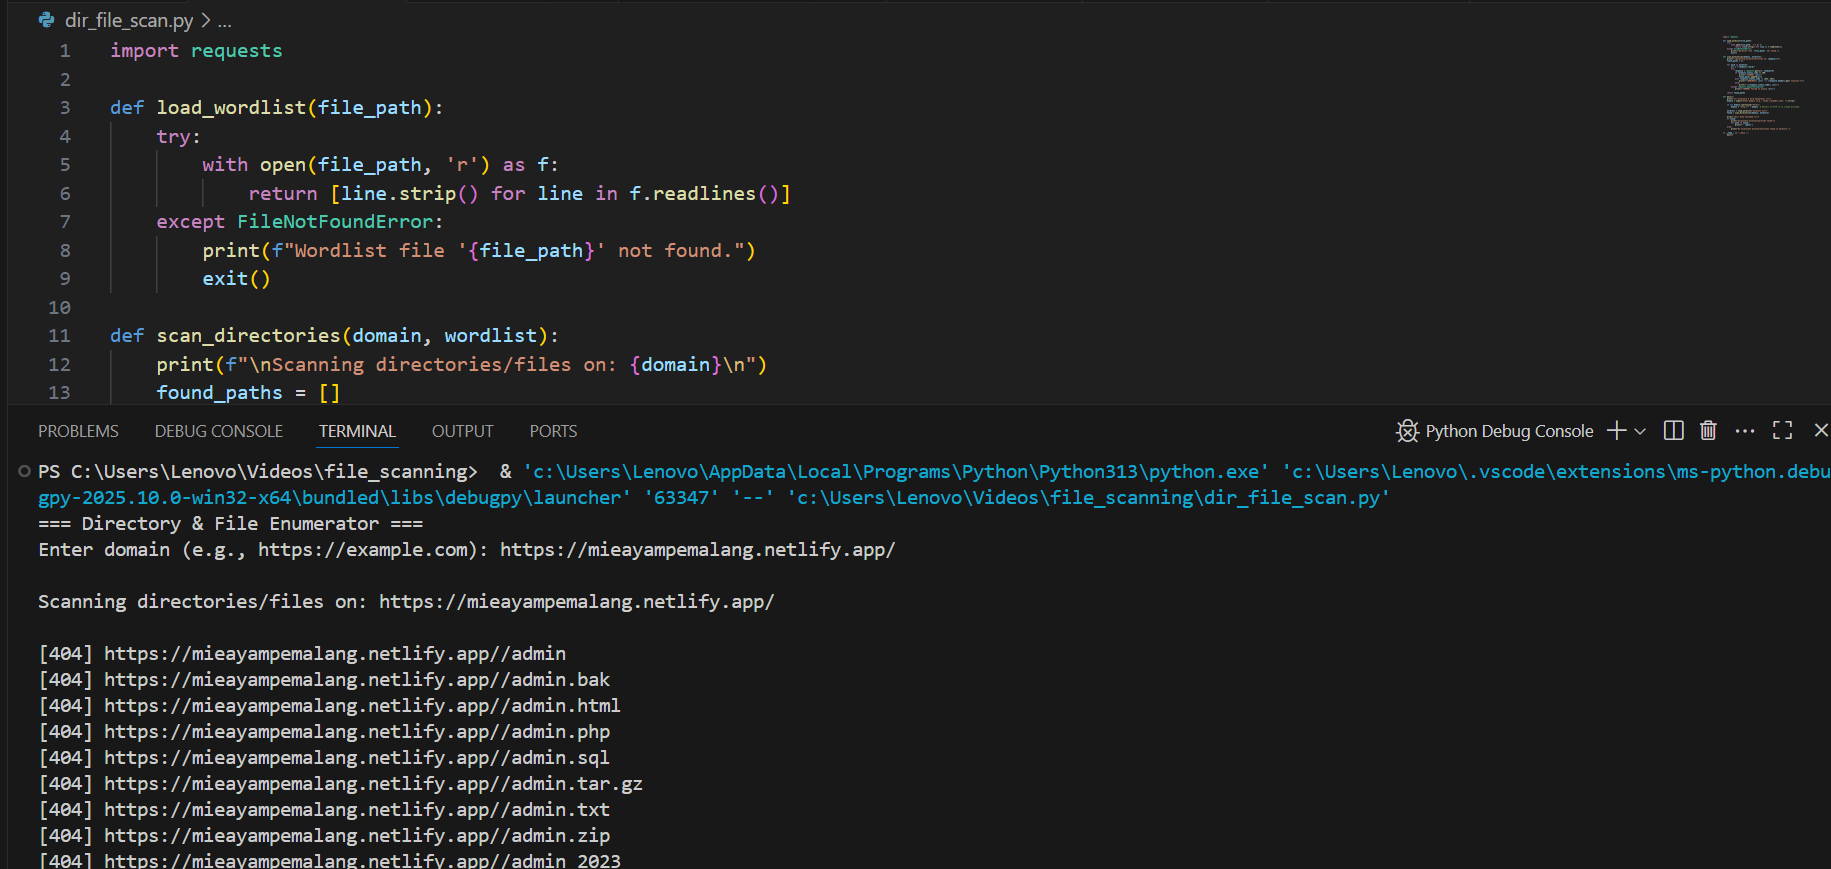 dir_file_scan.py > ...
1 import requests
2
3 def load_wordlist(file_path):
4 try:
5 with open(file_path, 'r') as f:
6 return [line.strip() for line in f.readlines()]
7 except FileNotFoundError:
8 print(f"Wordlist file '{file_path}' not found.")
9 exit()
10
11 def scan_directories(domain, wordlist):
12 print(f"\nScanning directories/files on: {domain}\n")
13 found_paths = []
PROBLEMS DEBUG CONSOLE TERMINAL OUTPUT PORTS Python Debug Console
PS C:\Users\Lenovo\Videos\file_scanning> & 'c:\Users\Lenovo\AppData\Local\Programs\Python\Python313\python.exe' 'c:\Users\Lenovo\.vscode\extensions\ms-python.debu
gpy-2025.10.0-win32-x64\bundled\libs\debugpy\launcher' '63347' '--' 'c:\Users\Lenovo\Videos\file_scanning\dir_file_scan.py'
=== Directory & File Enumerator ===
Enter domain (e.g., https://example.com): https://mieayampemalang.netlify.app/
Scanning directories/files on: https://mieayampemalang.netlify.app/
[404] https://mieayampemalang.netlify.app//admin
[404] https://mieayampemalang.netlify.app//admin.bak
[404] https://mieayampemalang.netlify.app//admin.html
[404] https://mieayampemalang.netlify.app//admin.php
[404] https://mieayampemalang.netlify.app//admin.sql
[404] https://mieayampemalang.netlify.app//admin.tar.gz
[404] https://mieayampemalang.netlify.app//admin.txt
[404] https://mieayampemalang.netlify.app//admin.zip
[404] https://mieayampemalang.netlify.app//admin_2023